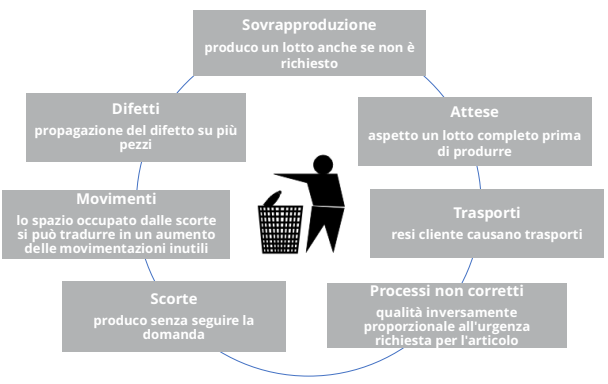 Sovrapproduzione
produco un lotto anche se non è
richiesto
Difetti
propagazione del difetto su più
pezzi
Attese
aspetto un lotto completo prima
di produrre
Movimenti
lo spazio occupato dalle scorte
si può tradurre in un aumento
delle movimentazioni inutili
Trasporti
resi cliente causano trasporti
Scorte
produco senza seguire la
domanda
Processi non corretti
qualità inversamente
proporzionale all'urgenza
richiesta per l'articolo